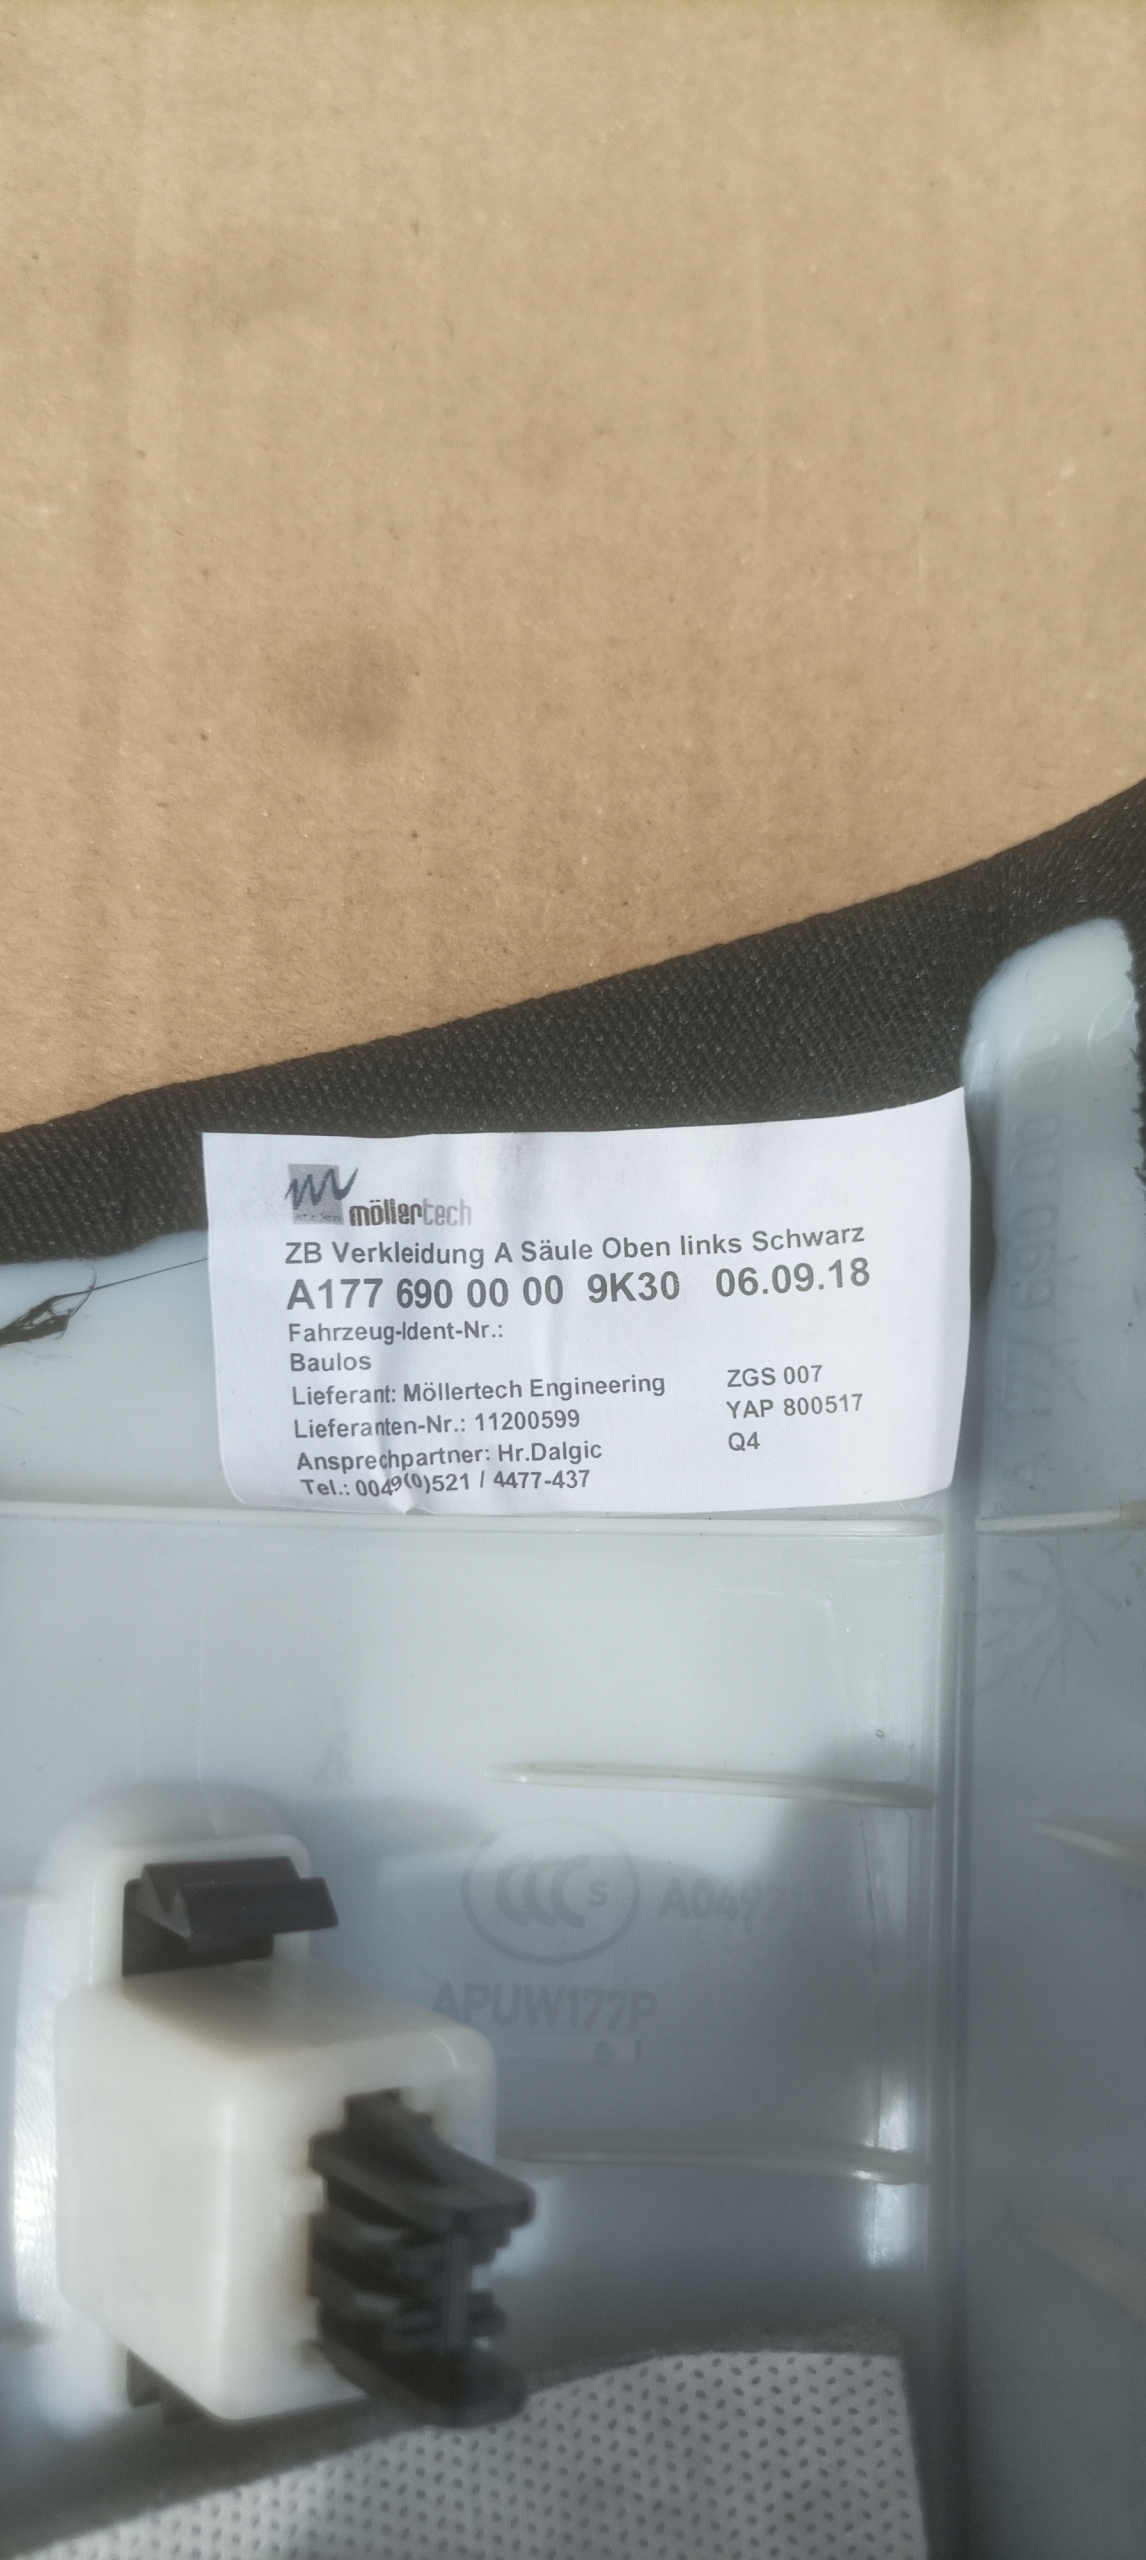 möllertech
ZB Verkleidung A Säule Oben links Schwarz
A177 690 00 00 9K30 06.09.18
Fahrzeug-Ident-Nr.:
Baulos
Lieferant: Möllertech Engineering
ZGS 007
Lieferanten-Nr.: 11200599
YAP 800517
Ansprechpartner: Hr.Dalgic
Q4
Tel.: 0049(0)521 / 4477-437
CCC S
APUW177P